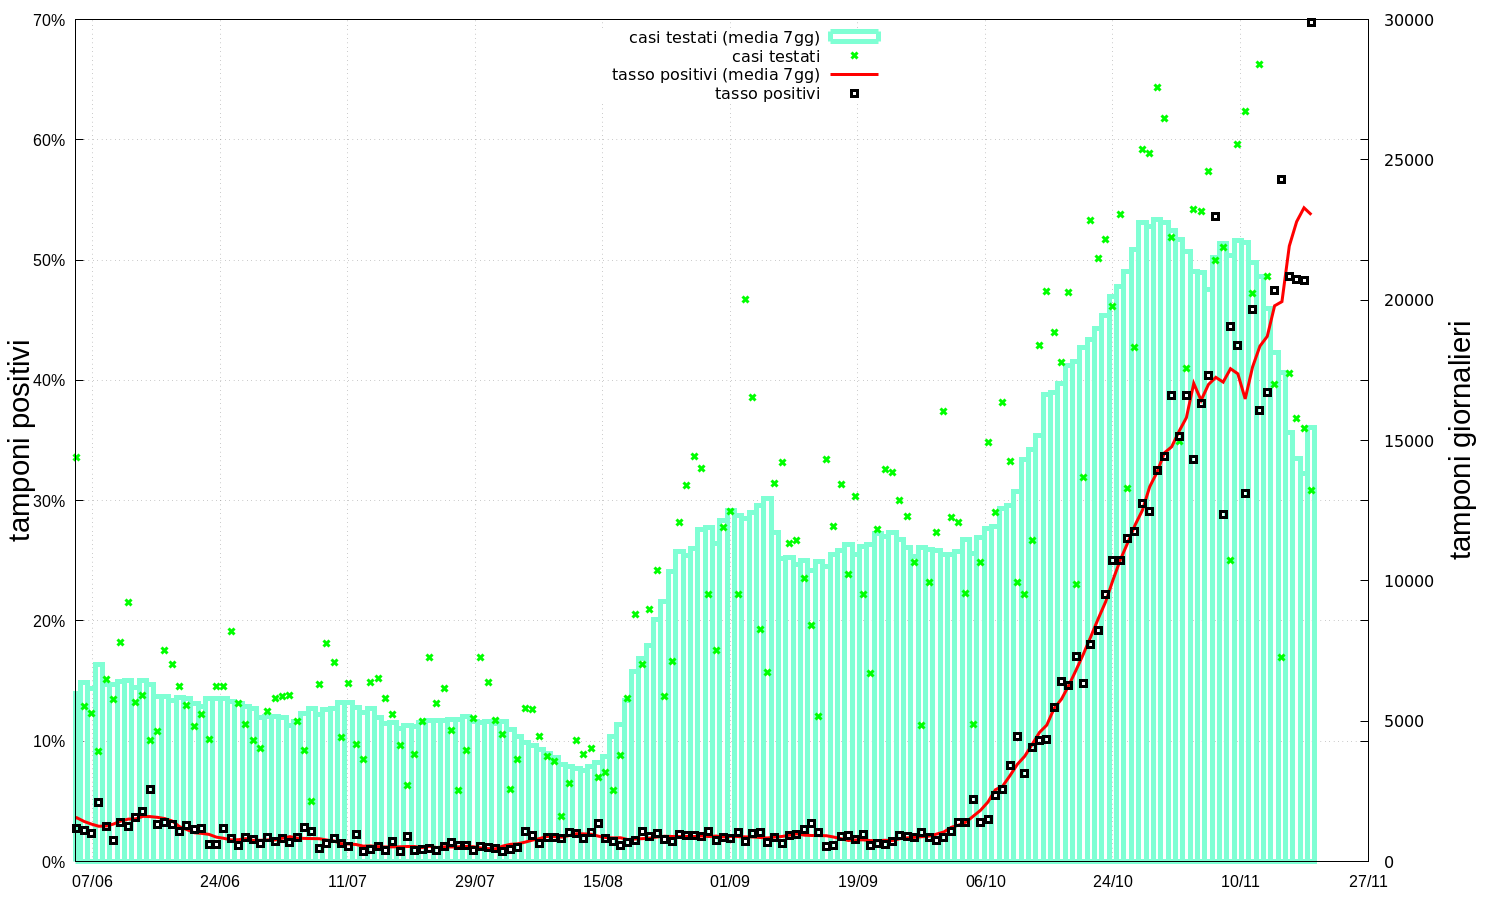 casi testati (media 7gg)
casi testati
tasso positivi (media 7gg)
tasso positivi
tamponi positivi
70%
60%
50%
40%
30%
20%
10%
0%
tamponi giornalieri
30000
25000
20000
15000
10000
5000
0
07/06 24/06 11/07 29/07 15/08 01/09 19/09 06/10 24/10 10/11 27/11